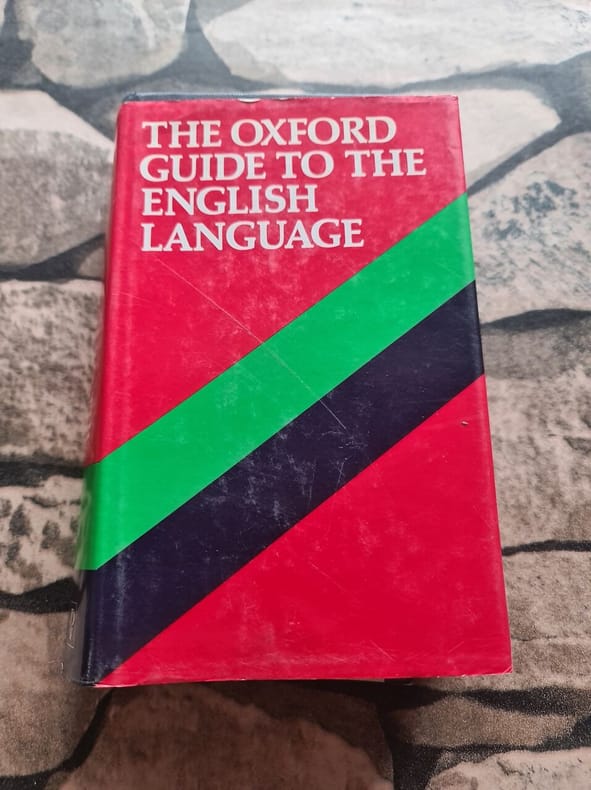 THE OXFORD
GUIDE TO THE
ENGLISH
LANGUAGE